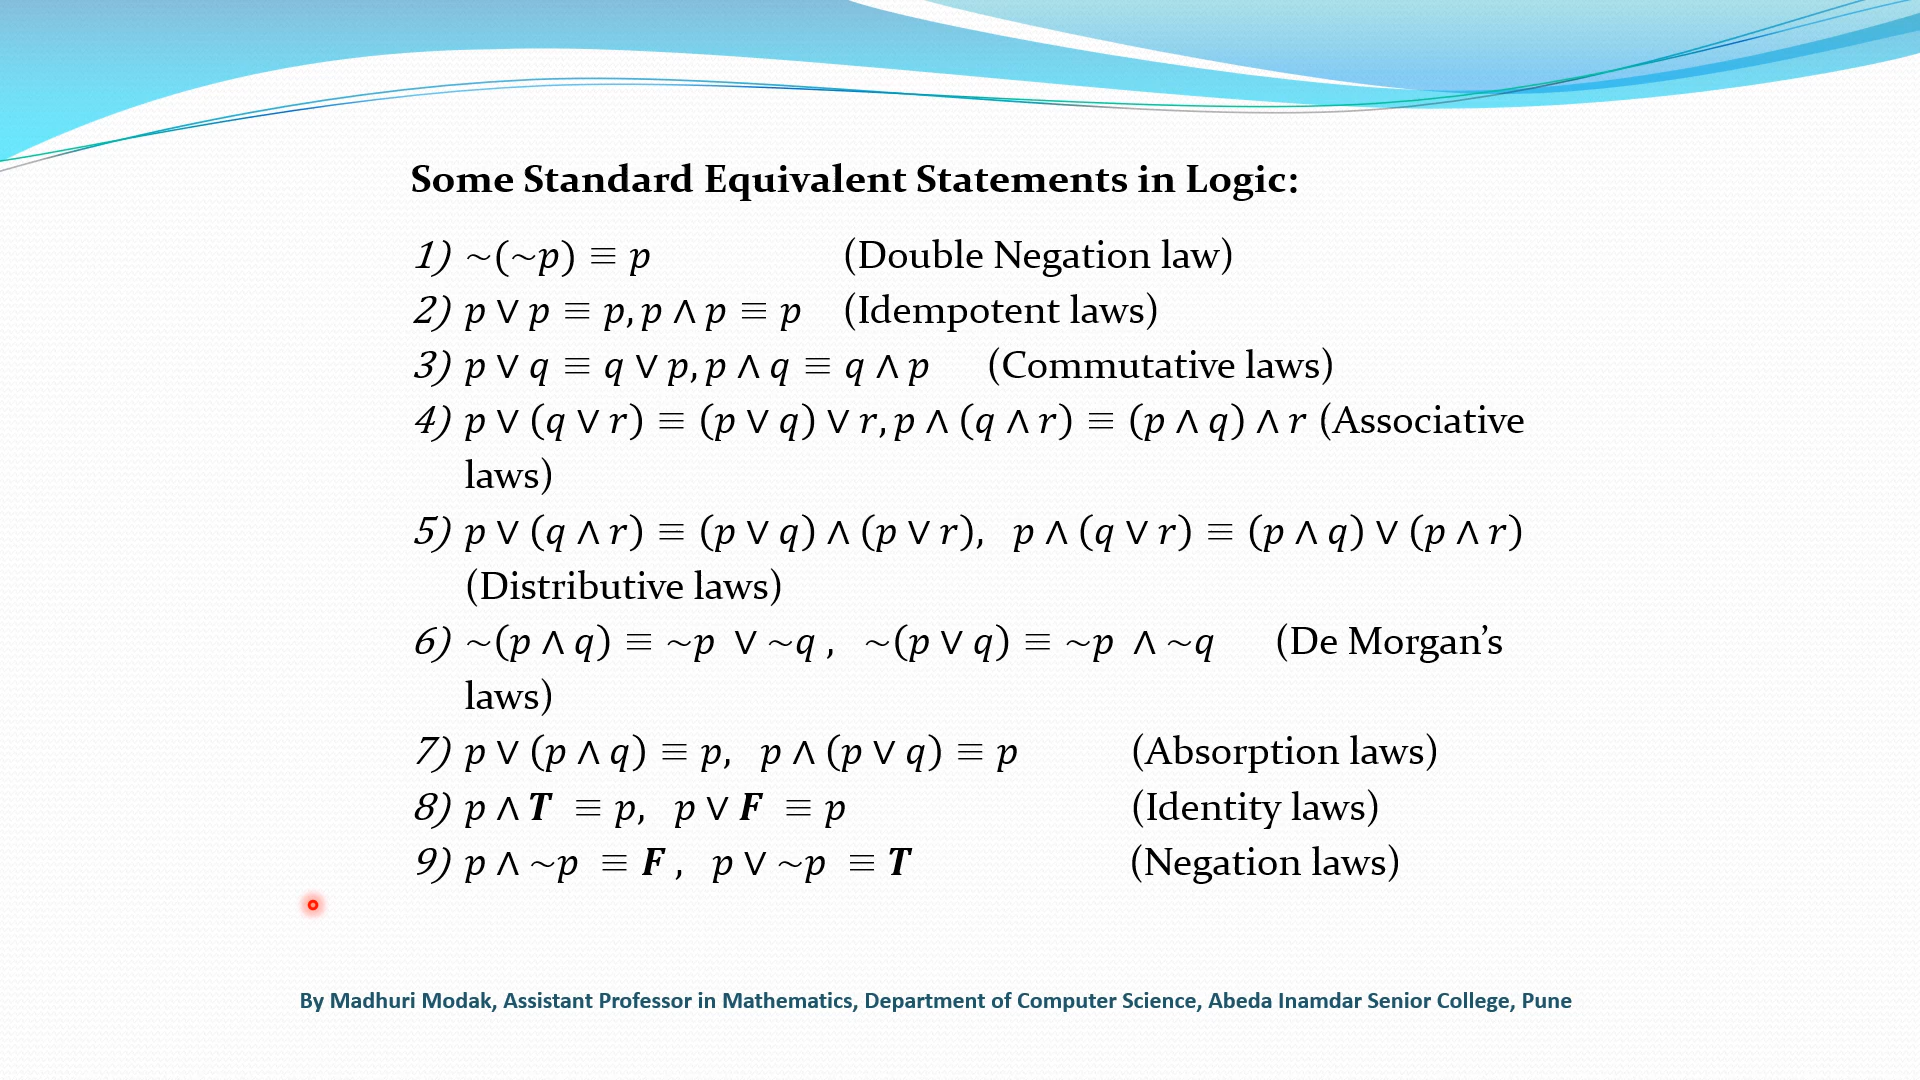 Some Standard Equivalent Statements in Logic:
1) ~(~p) ≡ p (Double Negation law)
2) p ∨ p ≡ p, p ∧ p ≡ p (Idempotent laws)
3) p ∨ q ≡ q ∨ p, p ∧ q ≡ q ∧ p (Commutative laws)
4) p ∨ (q ∨ r) ≡ (p ∨ q) ∨ r, p ∧ (q ∧ r) ≡ (p ∧ q) ∧ r (Associative
laws)
5) p ∨ (q ∧ r) ≡ (p ∨ q) ∧ (p ∨ r), p ∧ (q ∨ r) ≡ (p ∧ q) ∨ (p ∧ r)
(Distributive laws)
6) ~(p ∧ q) ≡ ~p ∨ ~q , ~(p ∨ q) ≡ ~p ∧ ~q (De Morgan’s
laws)
7) p ∨ (p ∧ q) ≡ p, p ∧ (p ∨ q) ≡ p (Absorption laws)
8) p ∧ T ≡ p, p ∨ F ≡ p (Identity laws)
9) p ∧ ~p ≡ F , p ∨ ~p ≡ T (Negation laws)
By Madhuri Modak, Assistant Professor in Mathematics, Department of Computer Science, Abeda Inamdar Senior College, Pune